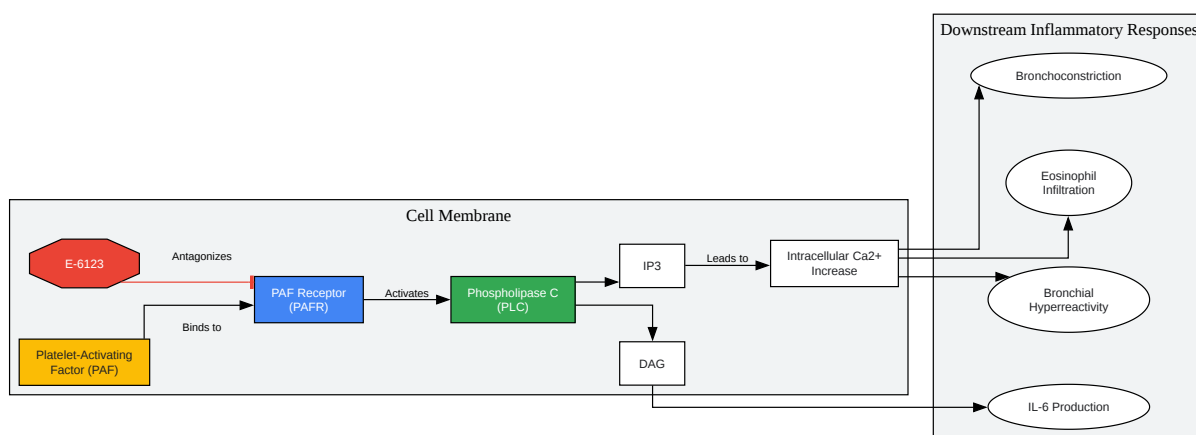 Downstream Inflammatory Responses
Bronchoconstriction
Eosinophil
Infiltration
Cell Membrane
E-6123
Antagonizes
IP3
Leads to
Intracellular Ca2+
Increase
PAF Receptor
(PAFR)
Activates
Phospholipase C
(PLC)
Bronchial
Hyperreactivity
Binds to
Platelet-Activating
Factor (PAF)
DAG
IL-6 Production